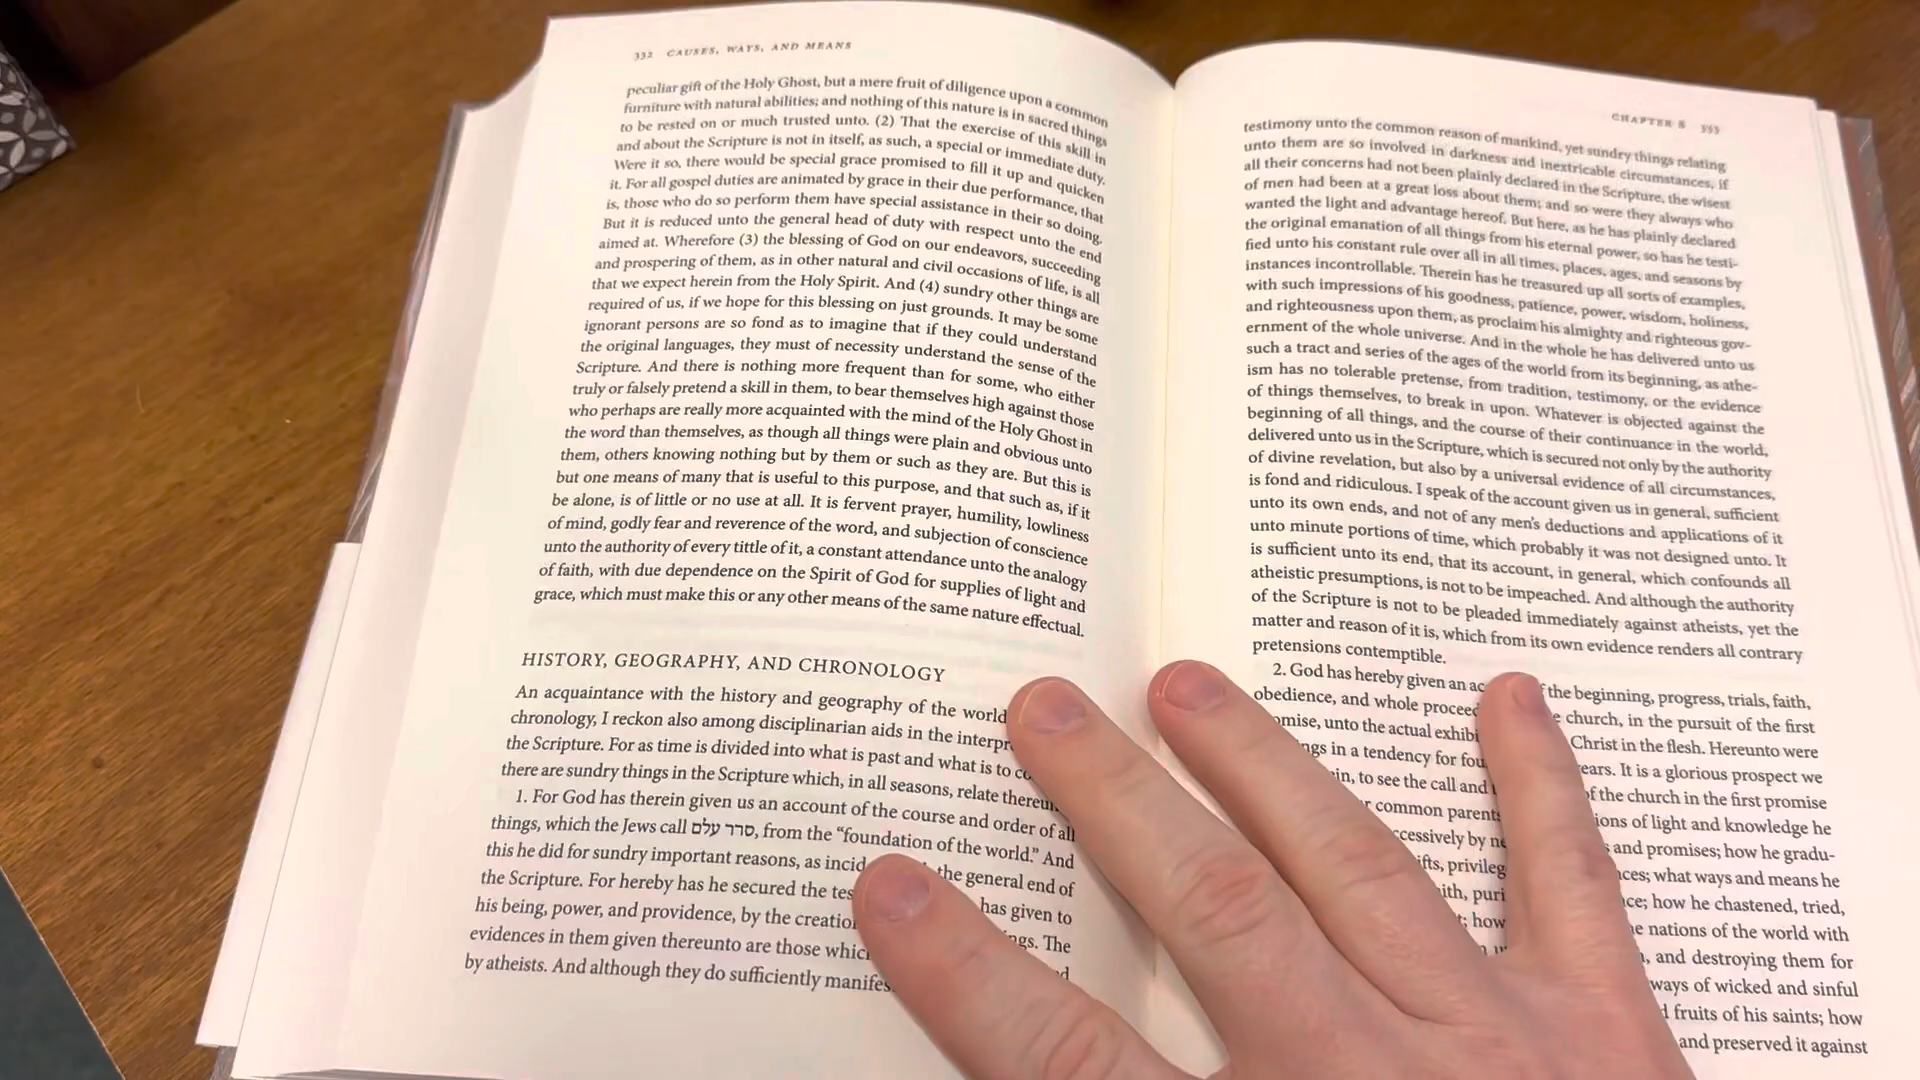 332 CAUSES, WAYS, AND MEANS
peculiar gift of the Holy Ghost, but a mere fruit of diligence upon a common
furniture with natural abilities; and nothing of this nature is in sacred things
to be rested on or much trusted unto. (2) That the exercise of this skill in
and about the Scripture is not in itself, as such, a special or immediate duty.
Were it so, there would be special grace promised to fill it up and quicken
it. For all gospel duties are animated by grace in their due performance, that
is, those who do so perform them have special assistance in their so doing.
But it is reduced unto the general head of duty with respect unto the end
aimed at. Wherefore (3) the blessing of God on our endeavors, succeeding
and prospering of them, as in other natural and civil occasions of life, is all
that we expect herein from the Holy Spirit. And (4) sundry other things are
required of us, if we hope for this blessing on just grounds. It may be some
ignorant persons are so fond as to imagine that if they could understand
the original languages, they must of necessity understand the sense of the
Scripture. And there is nothing more frequent than for some, who either
truly or falsely pretend a skill in them, to bear themselves high against those
who perhaps are really more acquainted with the mind of the Holy Ghost in
the word than themselves, as though all things were plain and obvious unto
them, others knowing nothing but by them or such as they are. But this is
but one means of many that is useful to this purpose, and that such as, if it
be alone, is of little or no use at all. It is fervent prayer, humility, lowliness
of mind, godly fear and reverence of the word, and subjection of conscience
unto the authority of every tittle of it, a constant attendance unto the analogy
of faith, with due dependence on the Spirit of God for supplies of light and
grace, which must make this or any other means of the same nature effectual.
HISTORY, GEOGRAPHY, AND CHRONOLOGY
An acquaintance with the history and geography of the world
chronology, I reckon also among disciplinarian aids in the
the Scripture. For as time is divided into what is past and what is to
there are sundry things in the Scripture which, in all seasons, relate
1. For God has therein given us an account of the course and order of all
things, which the Jews call סדר עלם, from the “foundation of the world.” And
this he did for sundry important reasons, as the general end of
the Scripture. For hereby has he secured the has given to
his being, power, and providence, by the The
evidences in them given thereunto are those
by atheists. And although they do sufficiently
CHAPTER 8 333
testimony unto the common reason of mankind, yet sundry things relating
unto them are so involved in darkness and inextricable circumstances, if
all their concerns had not been plainly declared in the Scripture, the wisest
of men had been at a great loss about them; and so were they always who
wanted the light and advantage hereof. But here, as he has plainly declared
the original emanation of all things from his eternal power, so has he testi-
fied unto his constant rule over all in all times, places, ages, and seasons by
instances incontrollable. Therein has he treasured up all sorts of examples,
with such impressions of his goodness, patience, power, wisdom, holiness,
and righteousness upon them, as proclaim his almighty and righteous gov-
ernment of the whole universe. And in the whole he has delivered unto us
such a tract and series of the ages of the world from its beginning, as athe-
ism has no tolerable pretense, from tradition, testimony, or the evidence
of things themselves, to break in upon. Whatever is objected against the
beginning of all things, and the course of their continuance in the world,
delivered unto us in the Scripture, which is secured not only by the authority
of divine revelation, but also by a universal evidence of all circumstances,
is fond and ridiculous. I speak of the account given us in general, sufficient
unto its own ends, and not of any men’s deductions and applications of it
unto minute portions of time, which probably it was not designed unto. It
is sufficient unto its end, that its account, in general, which confounds all
atheistic presumptions, is not to be impeached. And although the authority
of the Scripture is not to be pleaded immediately against atheists, yet the
matter and reason of it is, which from its own evidence renders all contrary
pretensions contemptible.
2. God has hereby given an the beginning, progress, trials, faith,
obedience, and whole church, in the pursuit of the first
unto the actual Christ in the flesh. Hereunto were
in a tendency for It is a glorious prospect we
to see the call and of the church in the first promise
common of light and knowledge he
by and promises; how he gradu-
what ways and means he
how he chastened, tried,
how nations of the world with
and destroying them for
ways of wicked and sinful
fruits of his saints; how
and preserved it against